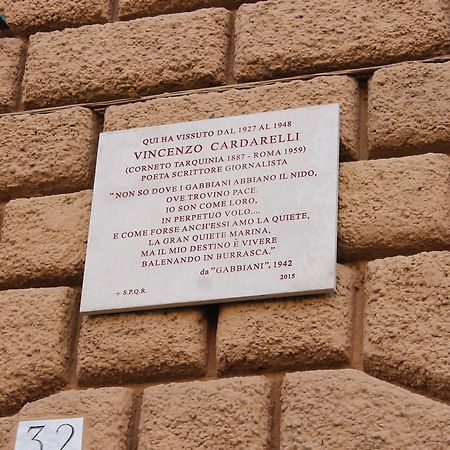 QUI HA VISSUTO DAL 1927 AL 1948
VINCENZO CARDARELLI
(CORNETO TARQUINIA 1887 - ROMA 1959)
POETA SCRITTORE GIORNALISTA
"NON SO DOVE I GABBIANI ABBIANO IL NIDO,
OVE TROVINO PACE.
IO SON COME LORO,
IN PERPETUO VOLO....
E COME FORSE ANCH'ESSI AMO LA QUIETE,
LA GRAN QUIETE MARINA,
MA IL MIO DESTINO È VIVERE
BALENANDO IN BURRASCA."
da "GABBIANI", 1942
+ S.P.Q.R.
2015
32